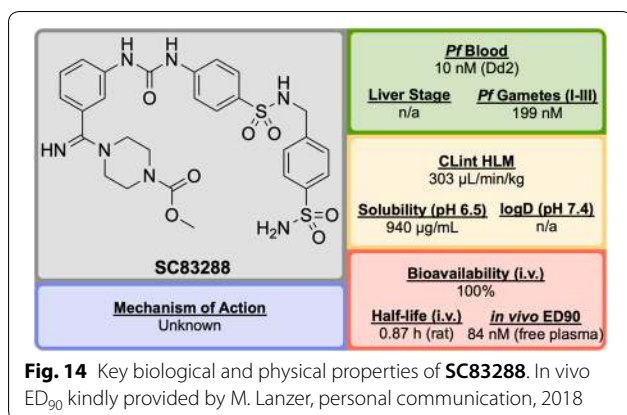 H
N
H
N
O
HN
N
N
O
O
S
O
O
H
N
H₂N
S
O
O
SC83288
Mechanism of Action
Unknown
Pf Blood
10 nM (Dd2)
Liver Stage
n/a
Pf Gametes (I-III)
199 nM
CLint HLM
303 µL/min/kg
Solubility (pH 6.5)
940 µg/mL
logD (pH 7.4)
n/a
Bioavailability (i.v.)
100%
Half-life (i.v.)
0.87 h (rat)
in vivo ED90
84 nM (free plasma)
Fig. 14 Key biological and physical properties of SC83288. In vivo
ED₉₀ kindly provided by M. Lanzer, personal communication, 2018